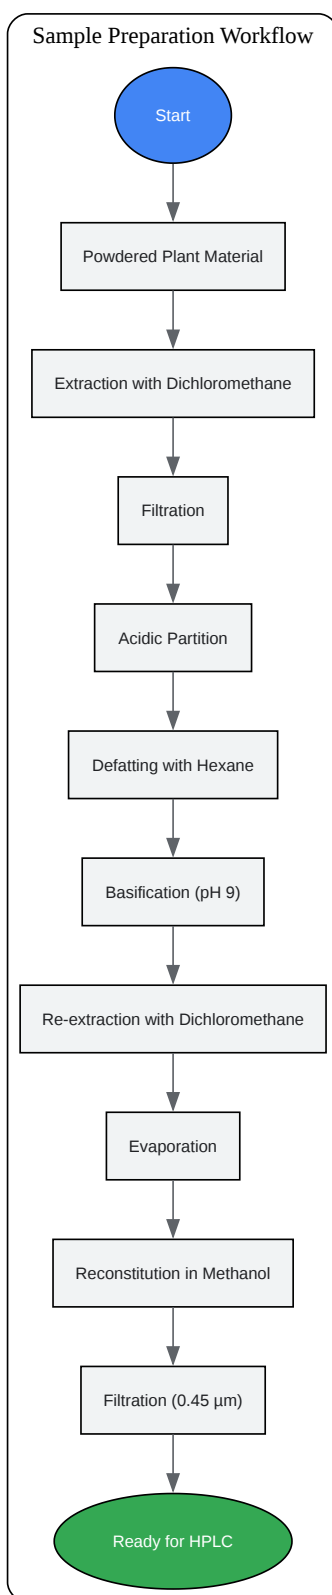 Sample Preparation Workflow
Start
Powdered Plant Material
Extraction with Dichloromethane
Filtration
Acidic Partition
Defatting with Hexane
Basification (pH 9)
Re-extraction with Dichloromethane
Evaporation
Reconstitution in Methanol
Filtration (0.45 µm)
Ready for HPLC